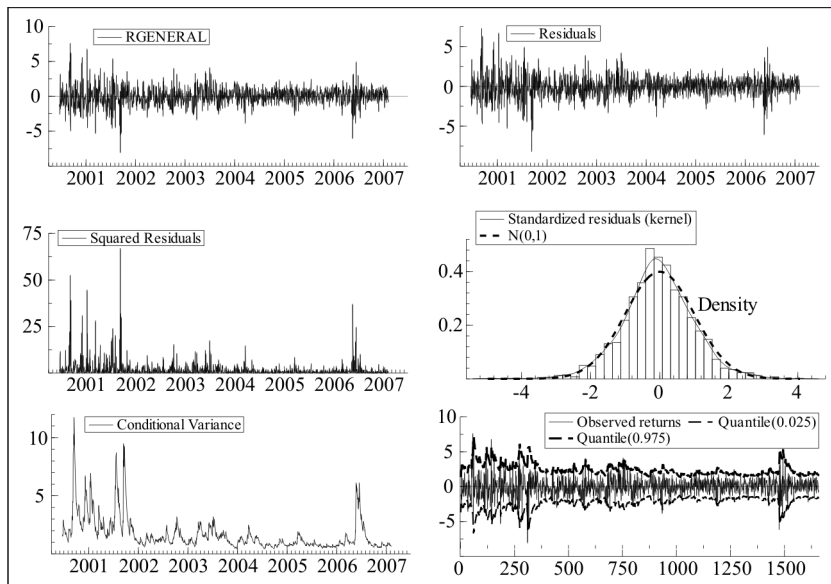 RGENERAL
10
5
0
-5
2001 2002 2003 2004 2005 2006 2007
Residuals
5
0
-5
2001 2002 2003 2004 2005 2006 2007
Squared Residuals
75
50
25
2001 2002 2003 2004 2005 2006 2007
Standardized residuals (kernel)
N(0,1)
0.4
0.2
Density
-4 -2 0 2 4
Conditional Variance
10
5
2001 2002 2003 2004 2005 2006 2007
Observed returns Quantile(0.025)
Quantile(0.975)
10
5
0
-5
0 250 500 750 1000 1250 1500